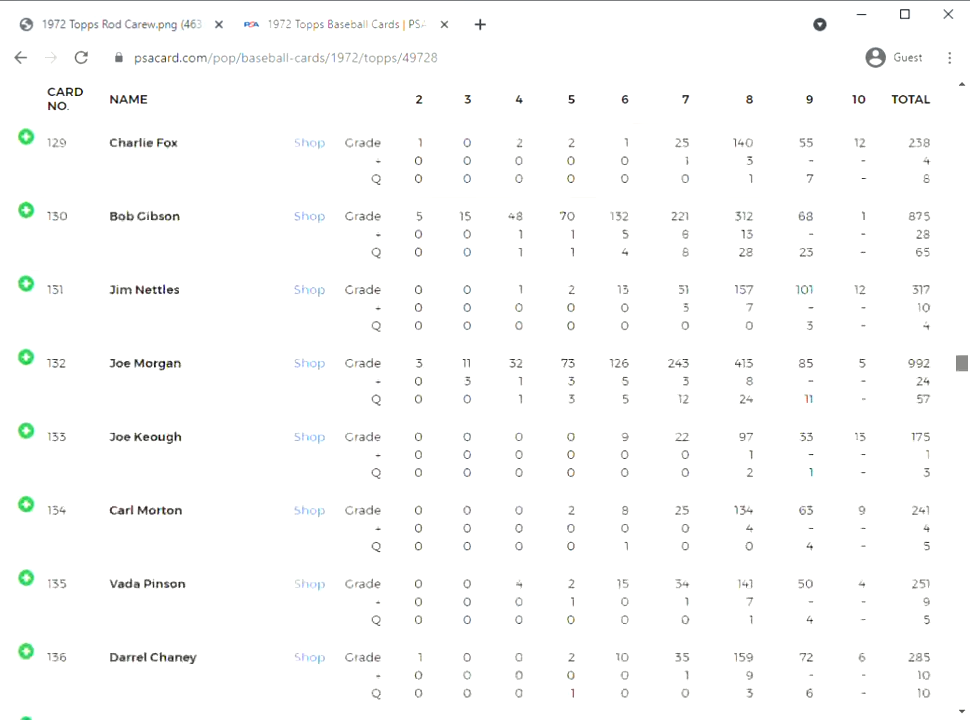 1972 Topps Rod Carew.png (463
1972 Topps Baseball Cards | PSA
psacard.com/pop/baseball-cards/1972/topps/49728
Guest
CARD NO. NAME 2 3 4 5 6 7 8 9 10 TOTAL
129 Charlie Fox Shop Grade 1 0 2 2 1 25 140 55 12 238
+ 0 0 0 0 0 1 3 - - 4
Q 0 0 0 0 0 0 1 7 - 8
130 Bob Gibson Shop Grade 5 15 48 70 132 221 312 68 1 875
+ 0 0 1 1 5 8 13 - - 28
Q 0 0 1 1 4 8 28 23 - 65
131 Jim Nettles Shop Grade 0 0 1 2 13 51 157 101 12 317
+ 0 0 0 0 0 3 7 - - 10
Q 0 0 0 0 0 0 0 3 - 4
132 Joe Morgan Shop Grade 3 11 32 73 126 243 413 85 5 992
+ 0 3 1 3 5 3 8 - - 24
Q 0 0 1 3 5 12 24 11 - 57
133 Joe Keough Shop Grade 0 0 0 0 9 22 97 33 15 175
+ 0 0 0 0 0 0 1 - - 1
Q 0 0 0 0 0 0 2 1 - 3
134 Carl Morton Shop Grade 0 0 0 2 8 25 134 63 9 241
+ 0 0 0 0 0 0 4 - - 4
Q 0 0 0 0 1 0 0 4 - 5
135 Vada Pinson Shop Grade 0 0 4 2 15 34 141 50 4 251
+ 0 0 0 1 0 1 7 - - 9
Q 0 0 0 0 0 0 1 4 - 5
136 Darrel Chaney Shop Grade 1 0 0 2 10 35 159 72 6 285
+ 0 0 0 0 0 1 9 - - 10
Q 0 0 0 1 0 0 3 6 - 10